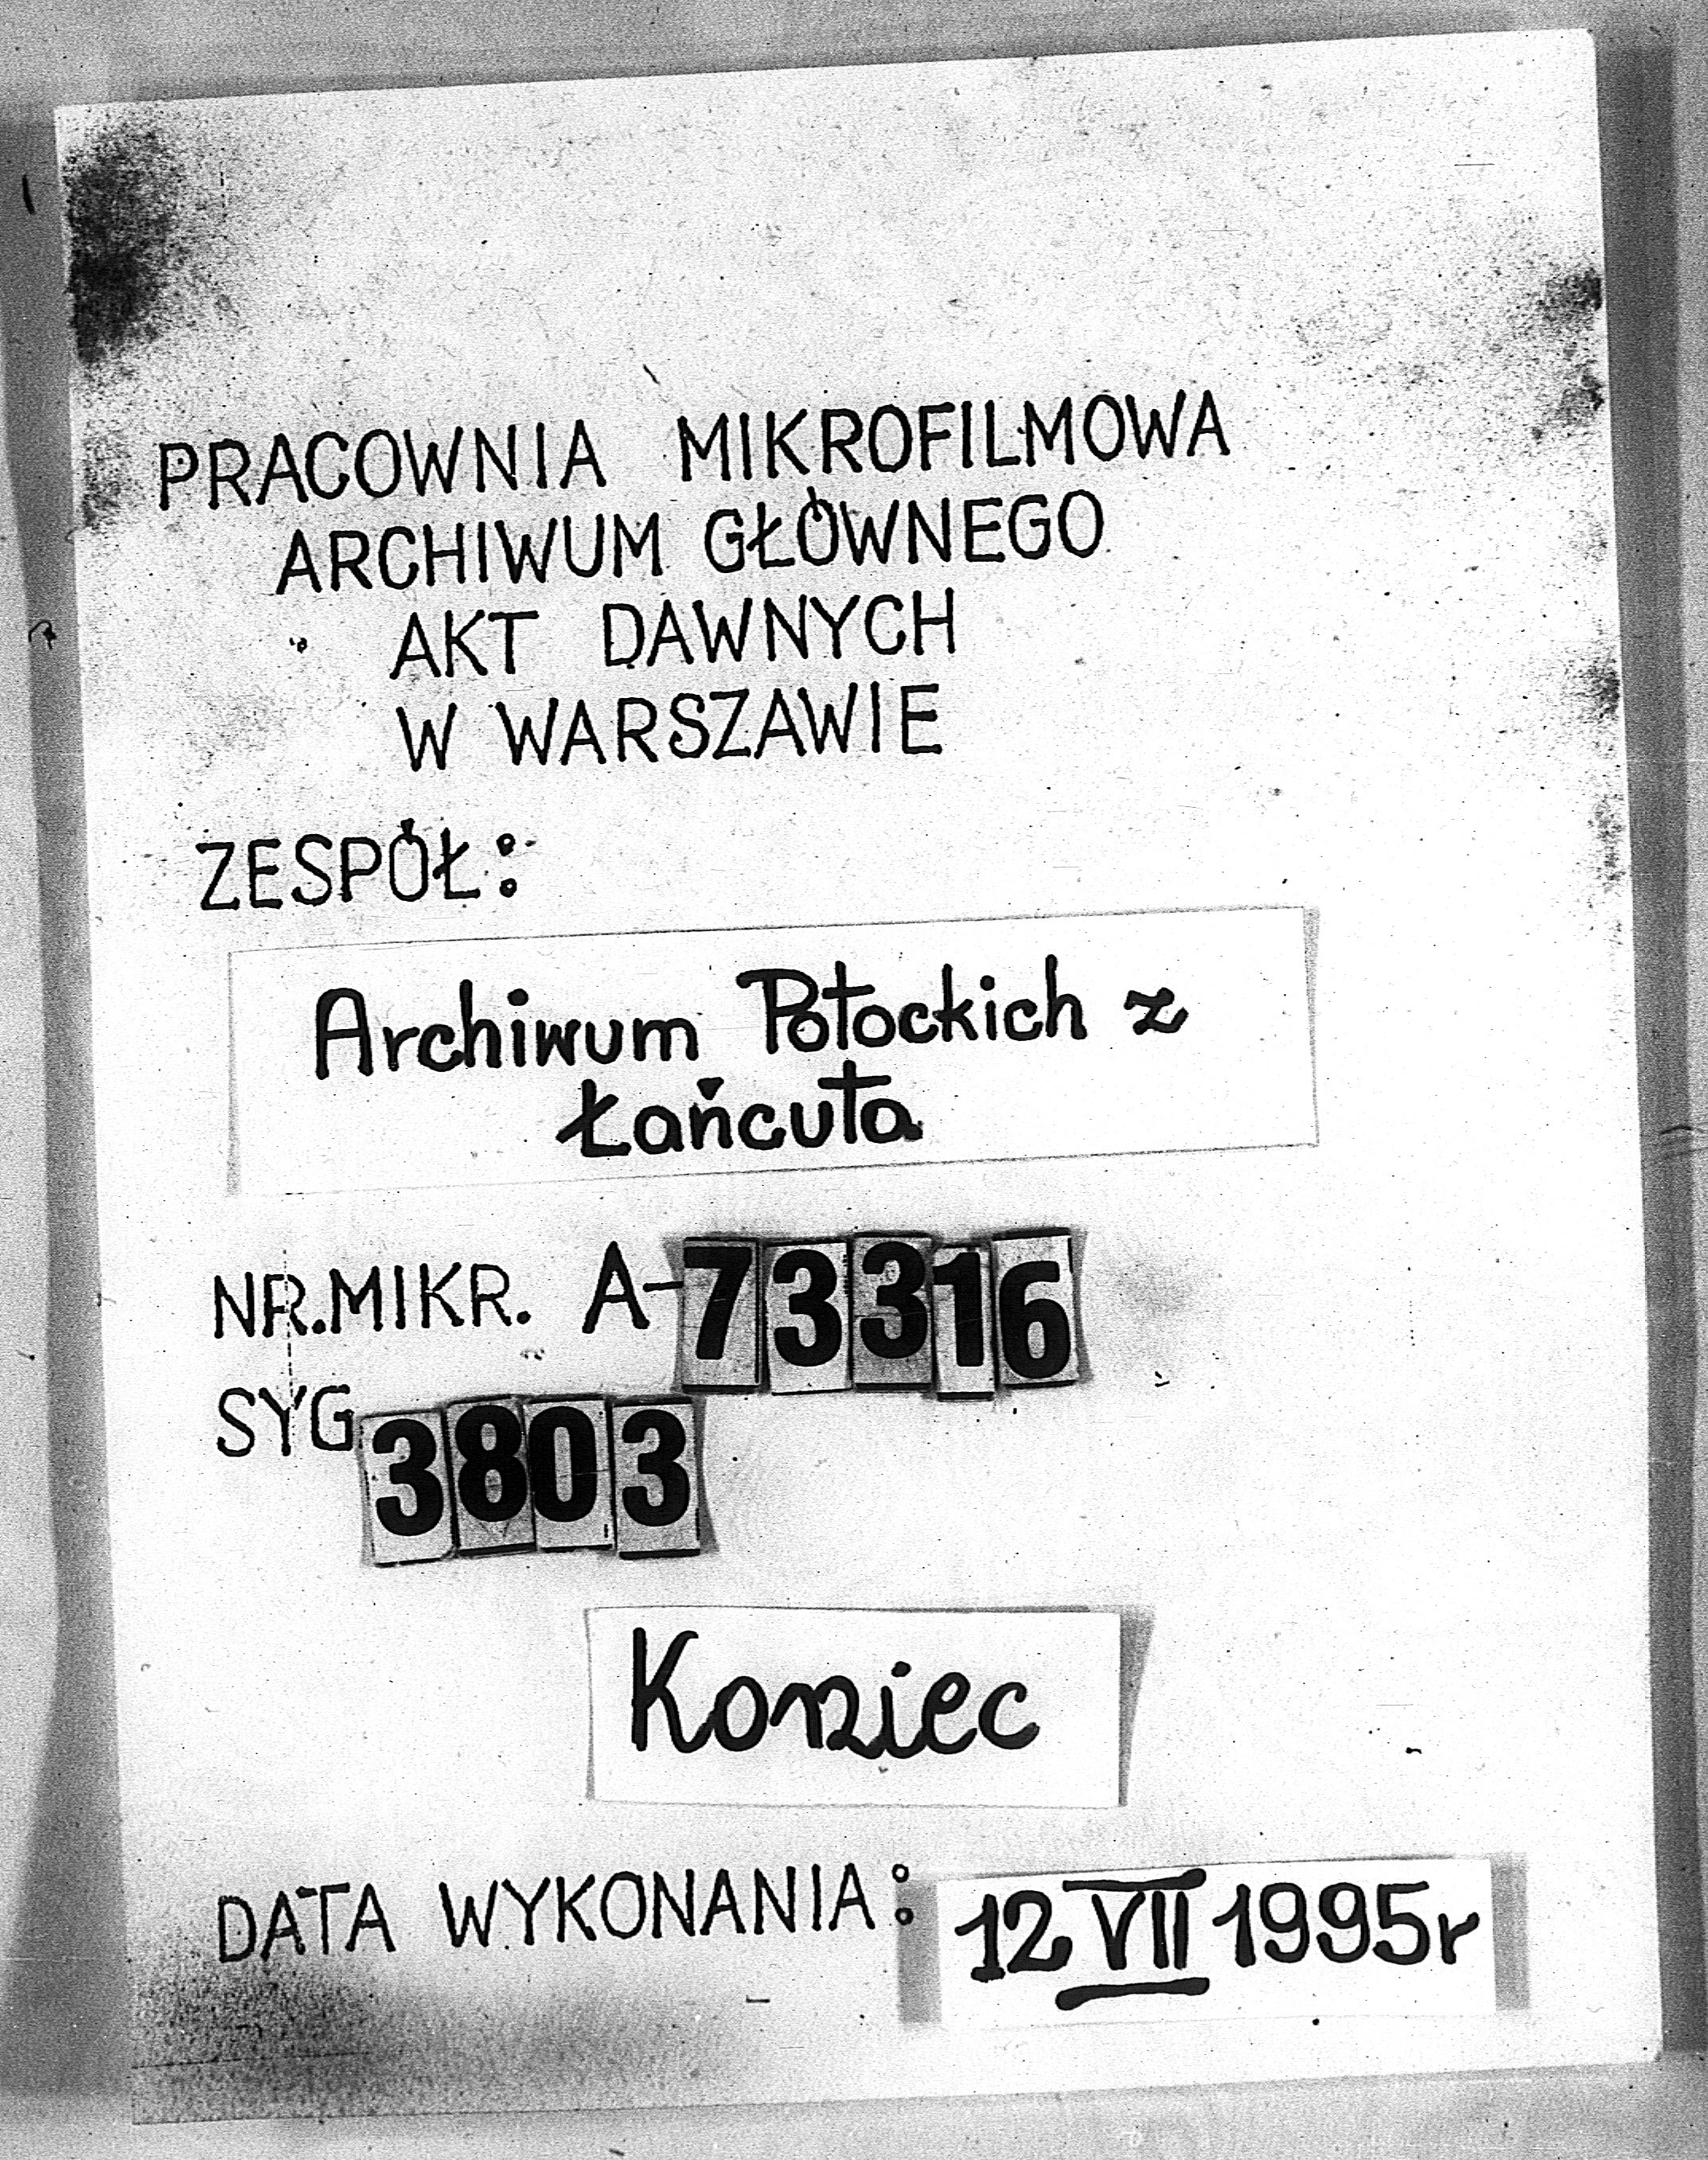 PRACOWNIA MIKROFILMOWA
ARCHIWUM GŁÓWNEGO
AKT DAWNYCH
W WARSZAWIE
ZESPÓŁ:
Archiwum Potockich z
Łańcuta
NR.MIKR. A-73316
SYG 3803
Koniec
DATA WYKONANIA: 12 VII 1995r